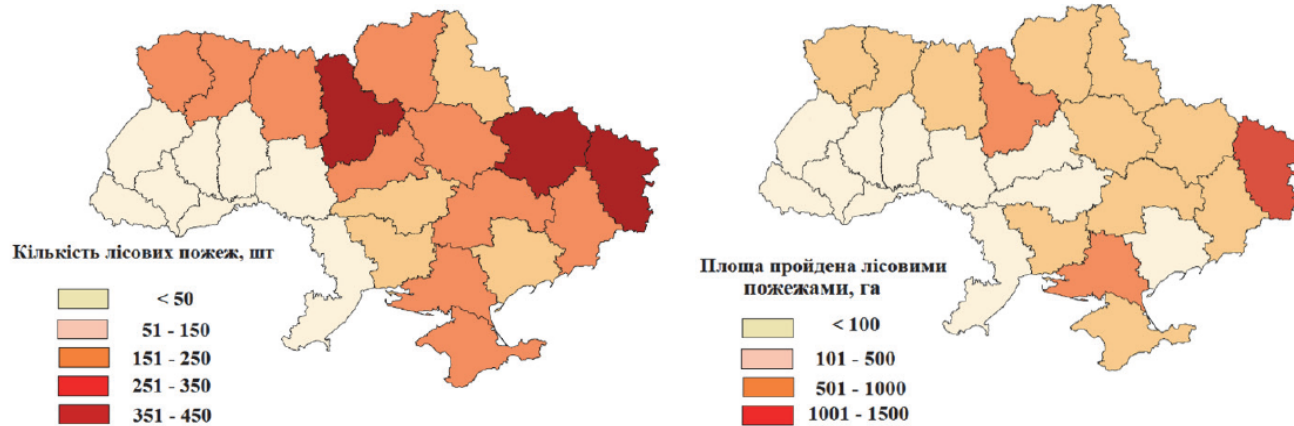 Кількість лісових пожеж, шт
< 50
51 - 150
151 - 250
251 - 350
351 - 450
Площа пройдена лісовими
пожежами, га
< 100
101 - 500
501 - 1000
1001 - 1500